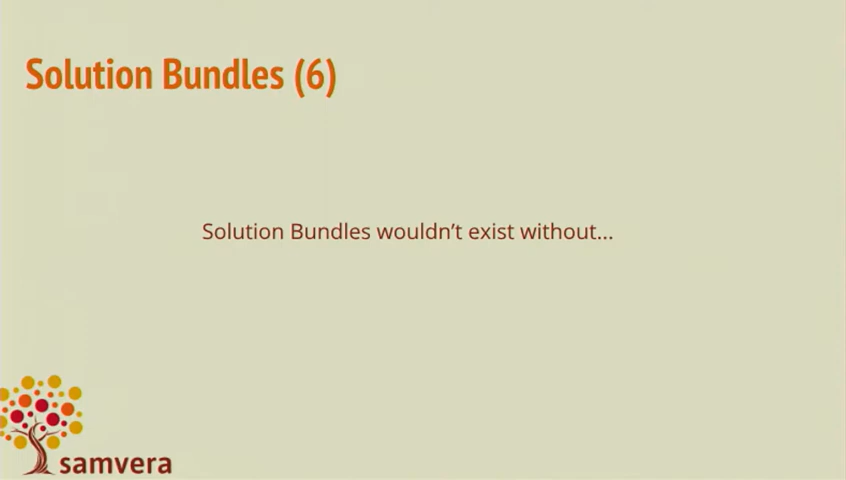 Solution Bundles (6)
Solution Bundles wouldn’t exist without...
samvera